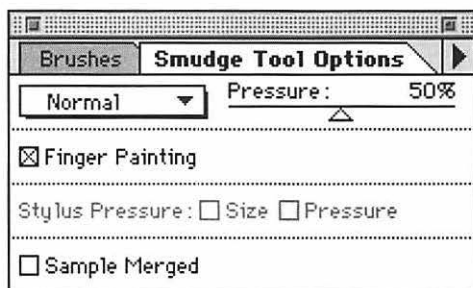 Brushes Smudge Tool Options
Normal Pressure: 50%
Finger Painting
Stylus Pressure: Size Pressure
Sample Merged